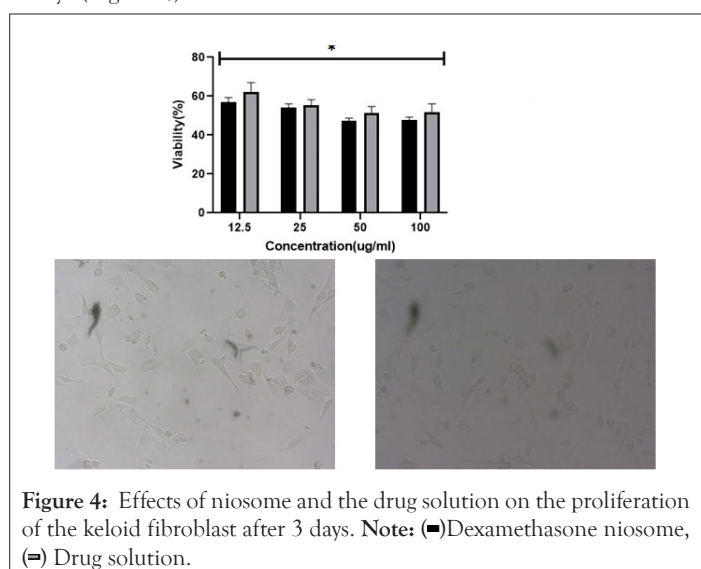 *
80
60
40
20
0
Viability(%)
12.5 25 50 100
Concentration(ug/ml)
Figure 4: Effects of niosome and the drug solution on the proliferation
of the keloid fibroblast after 3 days. Note: (▬)Dexamethasone niosome,
(▭) Drug solution.